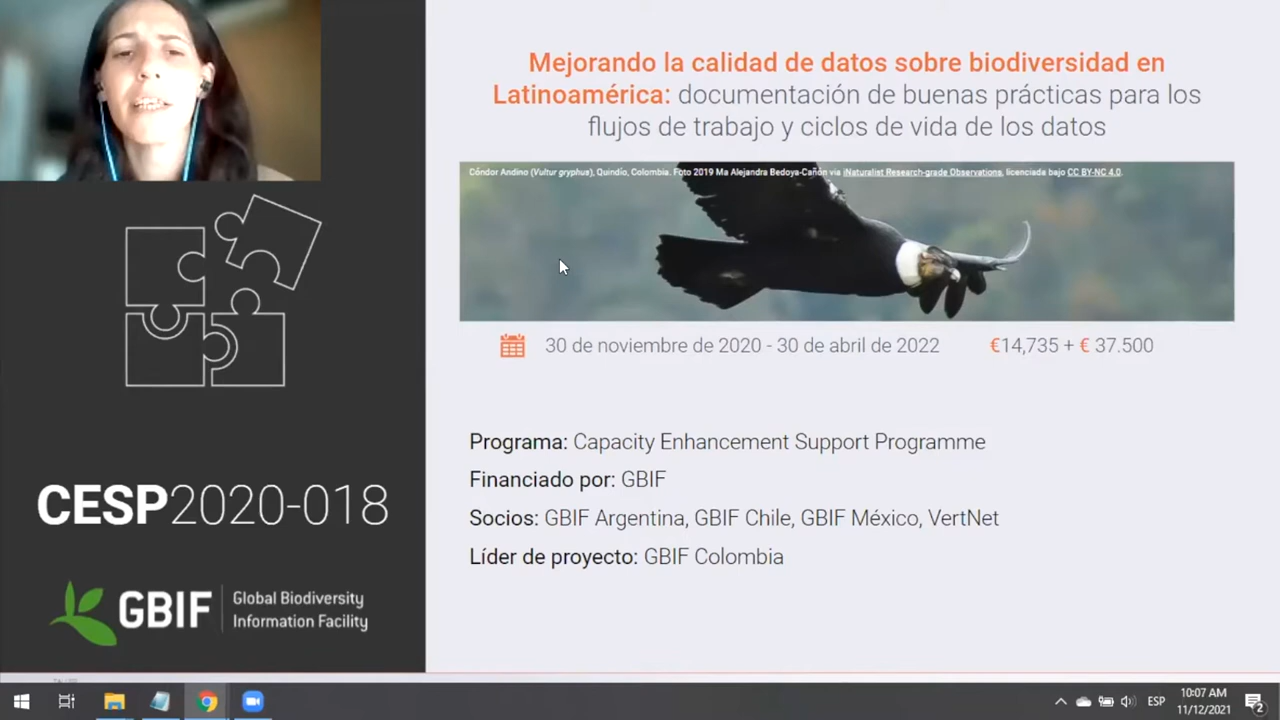 Mejorando la calidad de datos sobre biodiversidad en
Latinoamérica: documentación de buenas prácticas para los
flujos de trabajo y ciclos de vida de los datos
Cóndor Andino (Vultur gryphus), Quindío, Colombia. Foto 2019 Ma Alejandra Bedoya-Cañón via iNaturalist Research-grade Observations, licenciada bajo CC BY-NC 4.0.
30 de noviembre de 2020 - 30 de abril de 2022
€14,735 + € 37.500
Programa: Capacity Enhancement Support Programme
Financiado por: GBIF
Socios: GBIF Argentina, GBIF Chile, GBIF México, VertNet
Líder de proyecto: GBIF Colombia
CESP2020-018
GBIF
Global Biodiversity
Information Facility
ESP
10:07 AM
11/12/2021
2